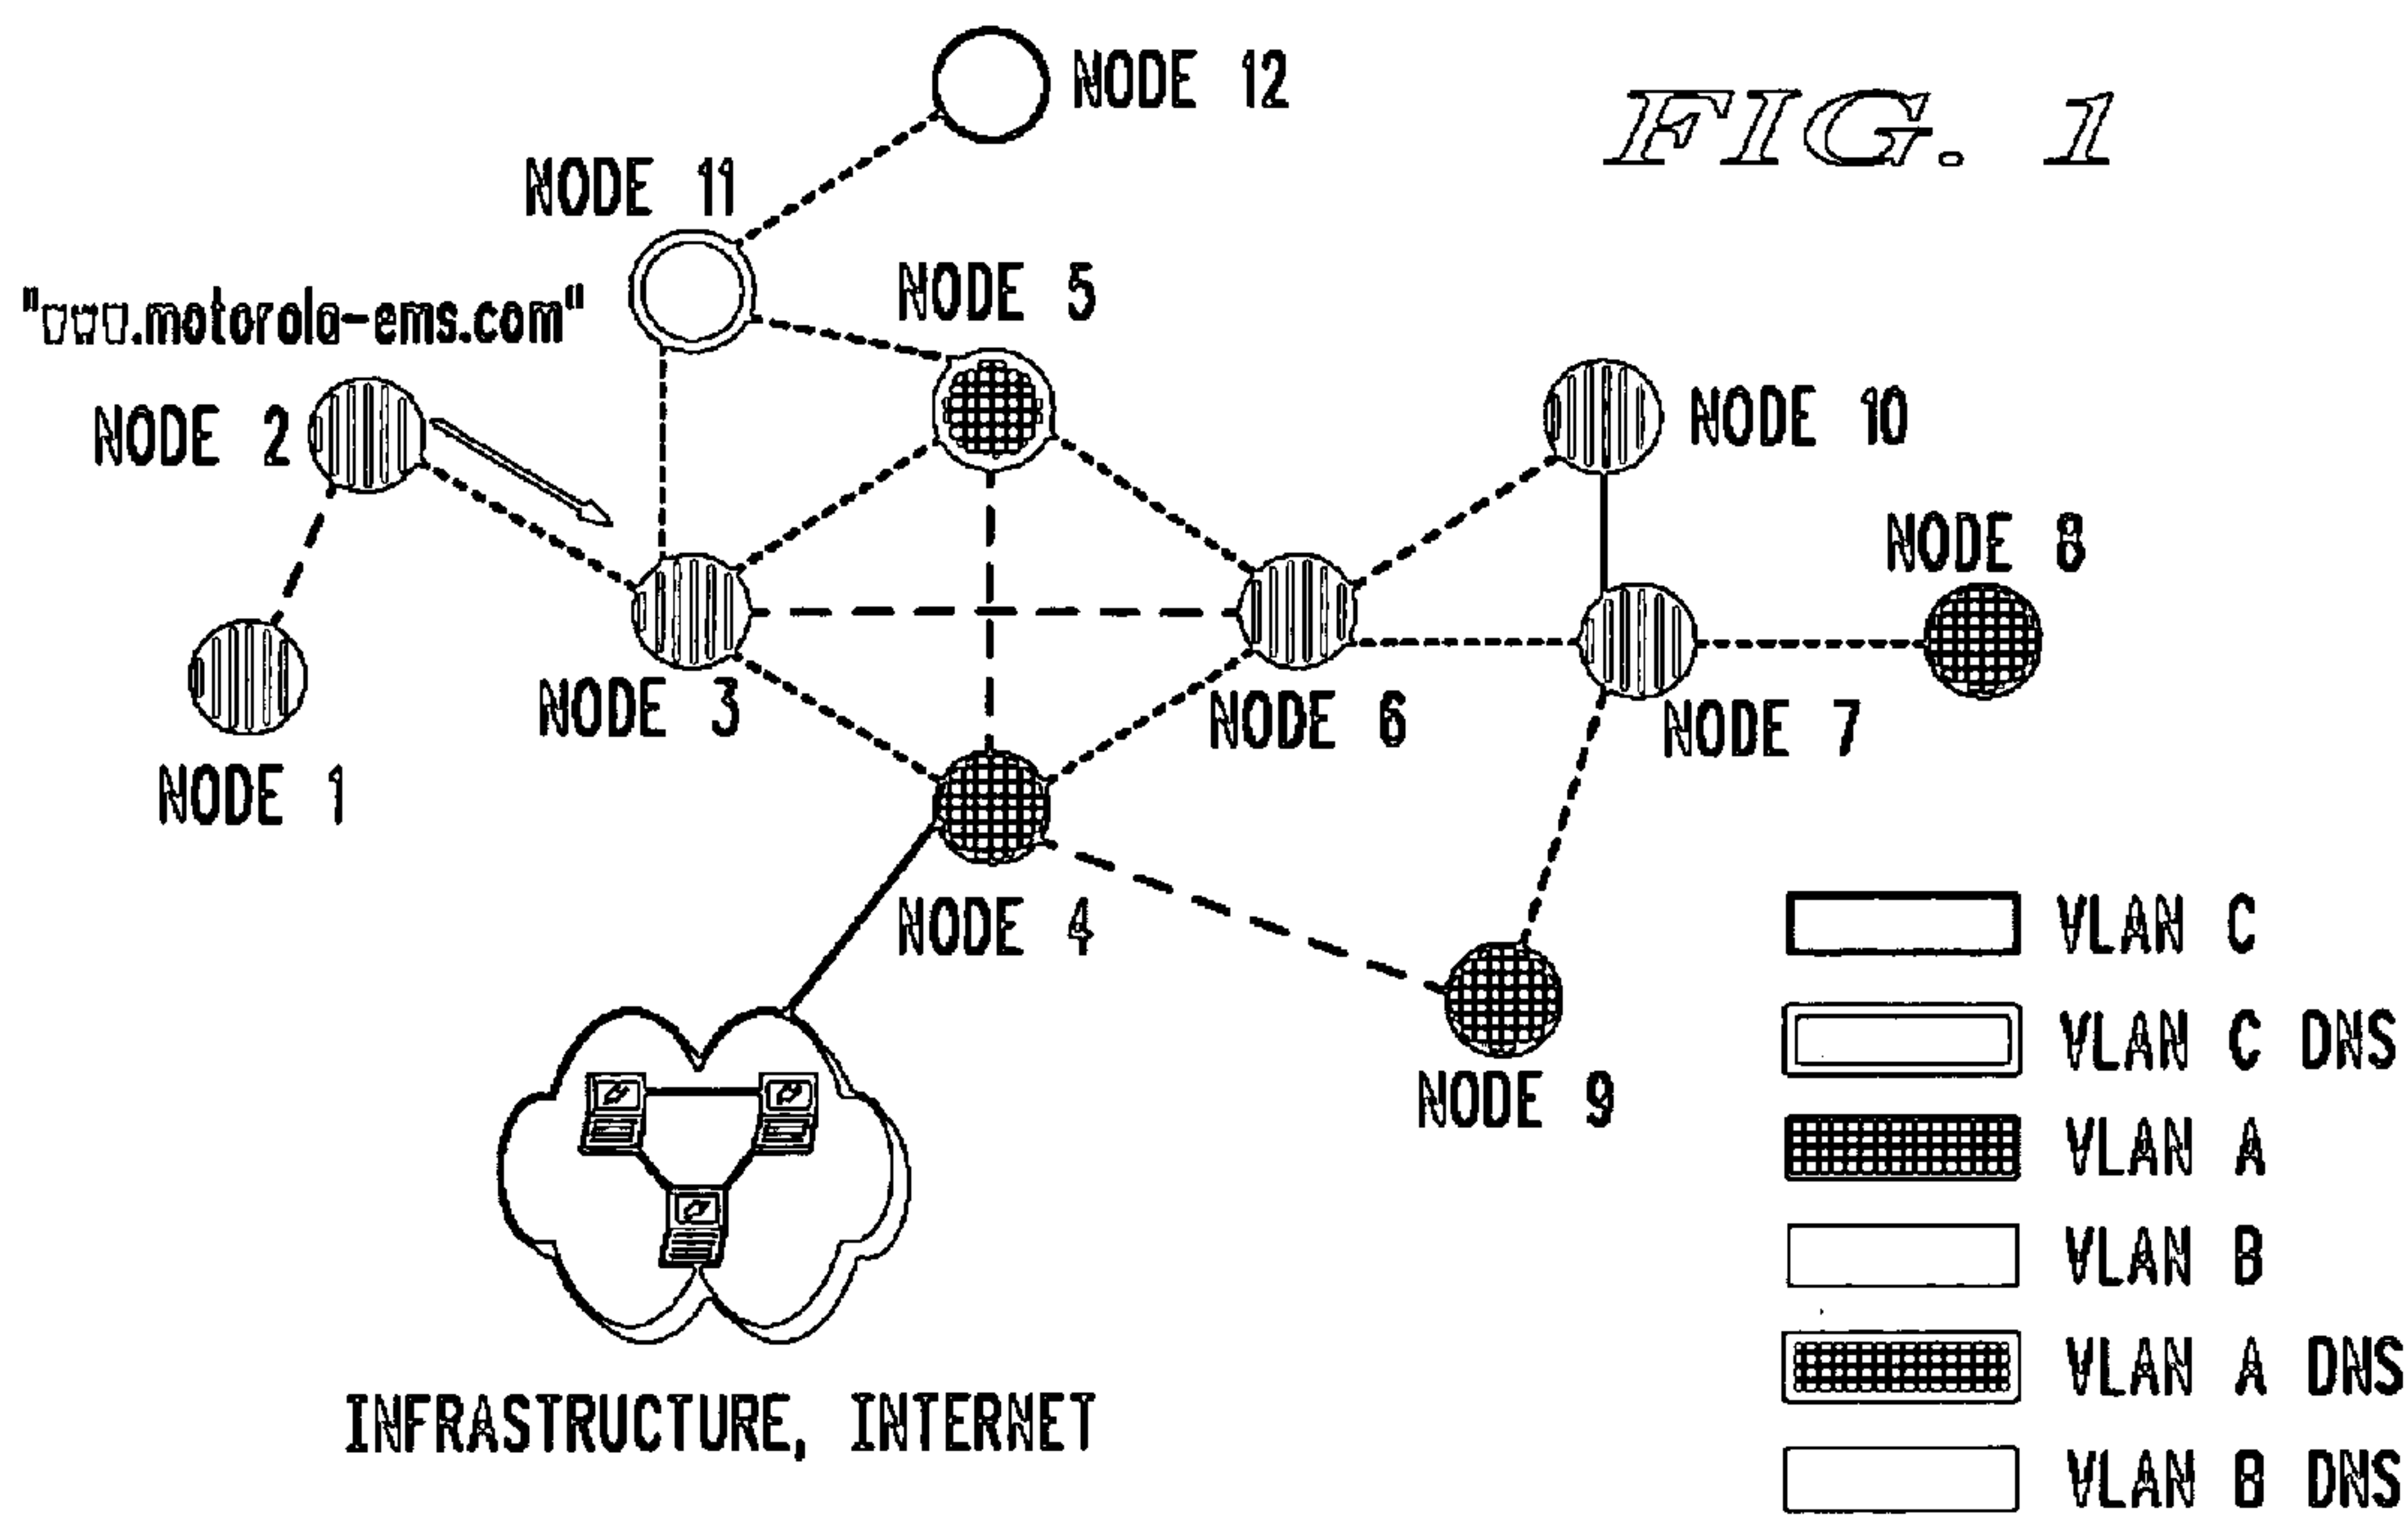 NODE 12
FIG. 1
NODE 11
NODE 5
"www.motorola-ems.com"
NODE 2
NODE 10
NODE 8
NODE 3
NODE 6
NODE 7
NODE 1
NODE 4
NODE 9
VLAN C
VLAN C DNS
VLAN A
VLAN B
VLAN A DNS
VLAN B DNS
INFRASTRUCTURE, INTERNET